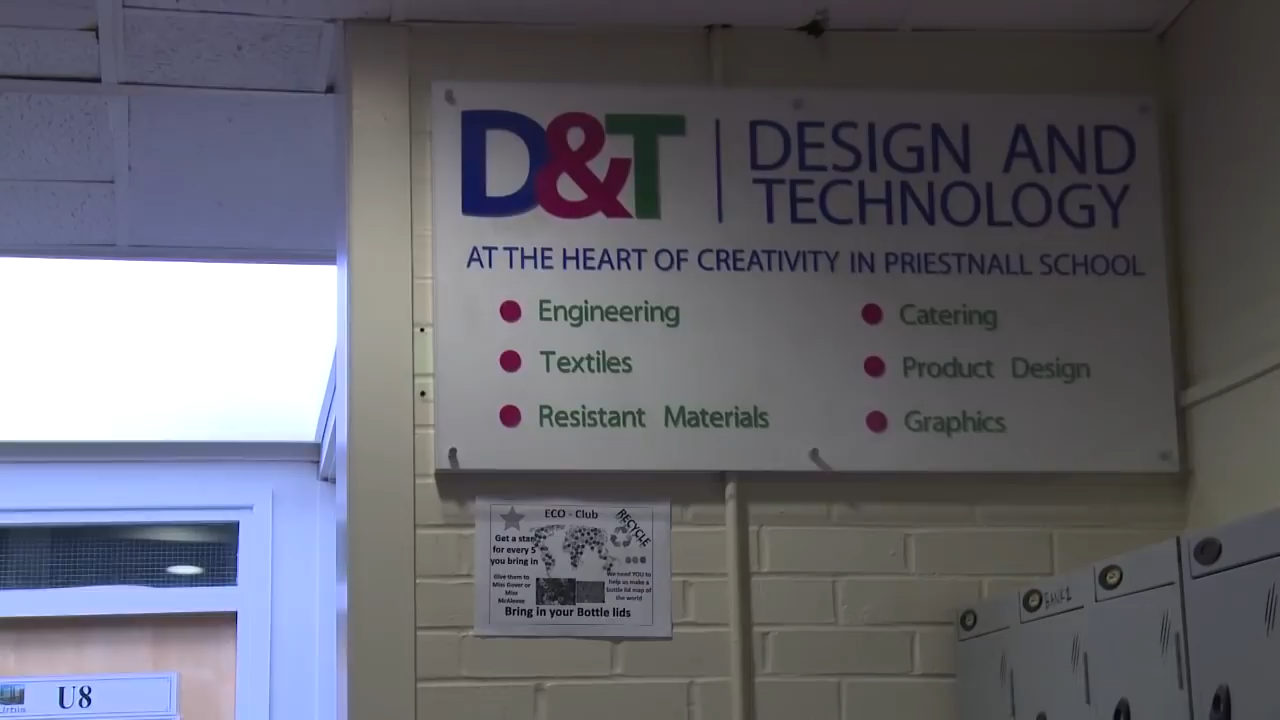 D&T
DESIGN AND
TECHNOLOGY
AT THE HEART OF CREATIVITY IN PRIESTNALL SCHOOL
Engineering
Textiles
Resistant Materials
Catering
Product Design
Graphics
ECO - Club
RECYCLE
Get a star
for every 5
you bring in
Give them to
Miss Gover or
Miss
McAleese
We need YOU to
help us make a
bottle lid map of
the world
Bring in your Bottle lids
BANK1
Urbis
U8